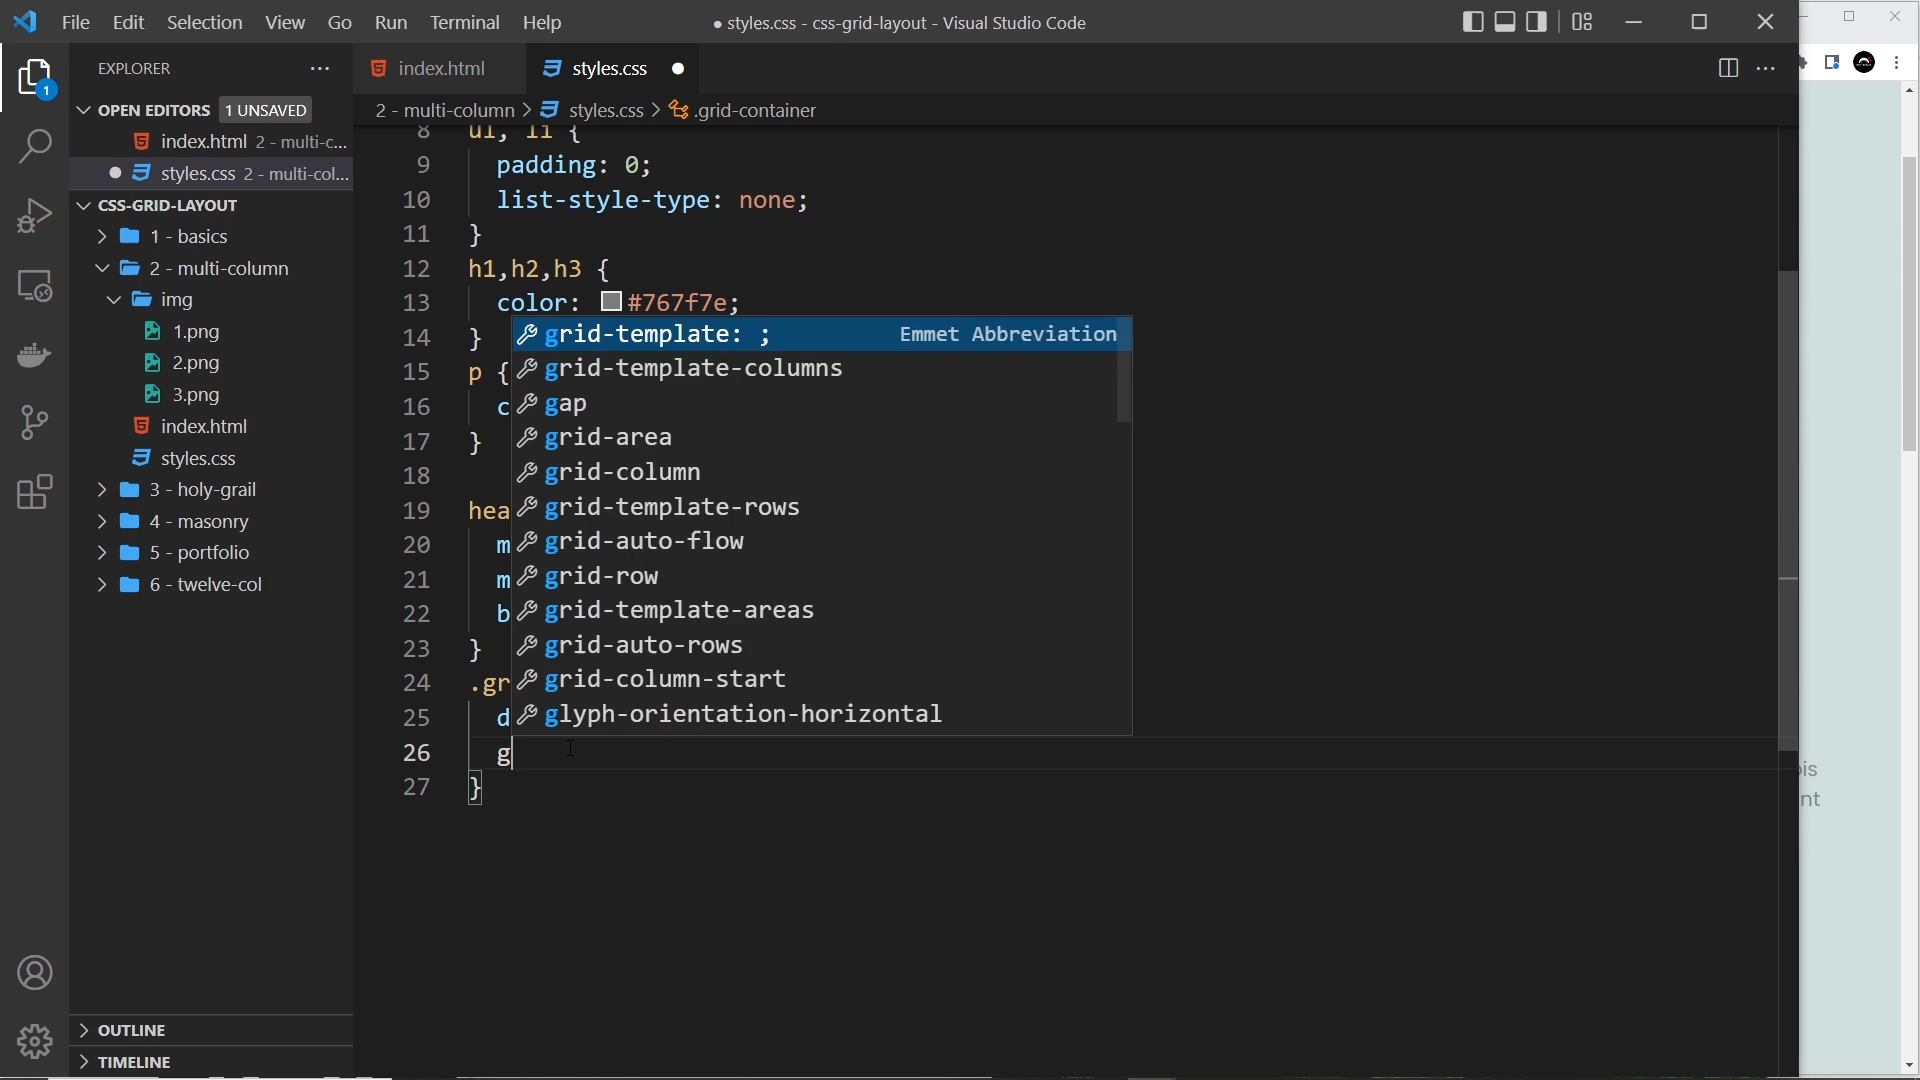 File Edit Selection View Go Run Terminal Help
● styles.css - css-grid-layout - Visual Studio Code
EXPLORER
index.html
styles.css
OPEN EDITORS 1 UNSAVED
index.html 2 - multi-c...
styles.css 2 - multi-col...
CSS-GRID-LAYOUT
1 - basics
2 - multi-column
img
1.png
2.png
3.png
index.html
styles.css
3 - holy-grail
4 - masonry
5 - portfolio
6 - twelve-col
OUTLINE
TIMELINE
1
2 - multi-column > styles.css > .grid-container
8 ul, li {
9 padding: 0;
10 list-style-type: none;
11 }
12 h1,h2,h3 {
13 color: #767f7e;
14 }
15 p {
16 c
17 }
18
19 hea
20 m
21 m
22 b
23 }
24 .gr
25 d
26 g
27 }
grid-template: ; Emmet Abbreviation
grid-template-columns
gap
grid-area
grid-column
grid-template-rows
grid-auto-flow
grid-row
grid-template-areas
grid-auto-rows
grid-column-start
glyph-orientation-horizontal
nt